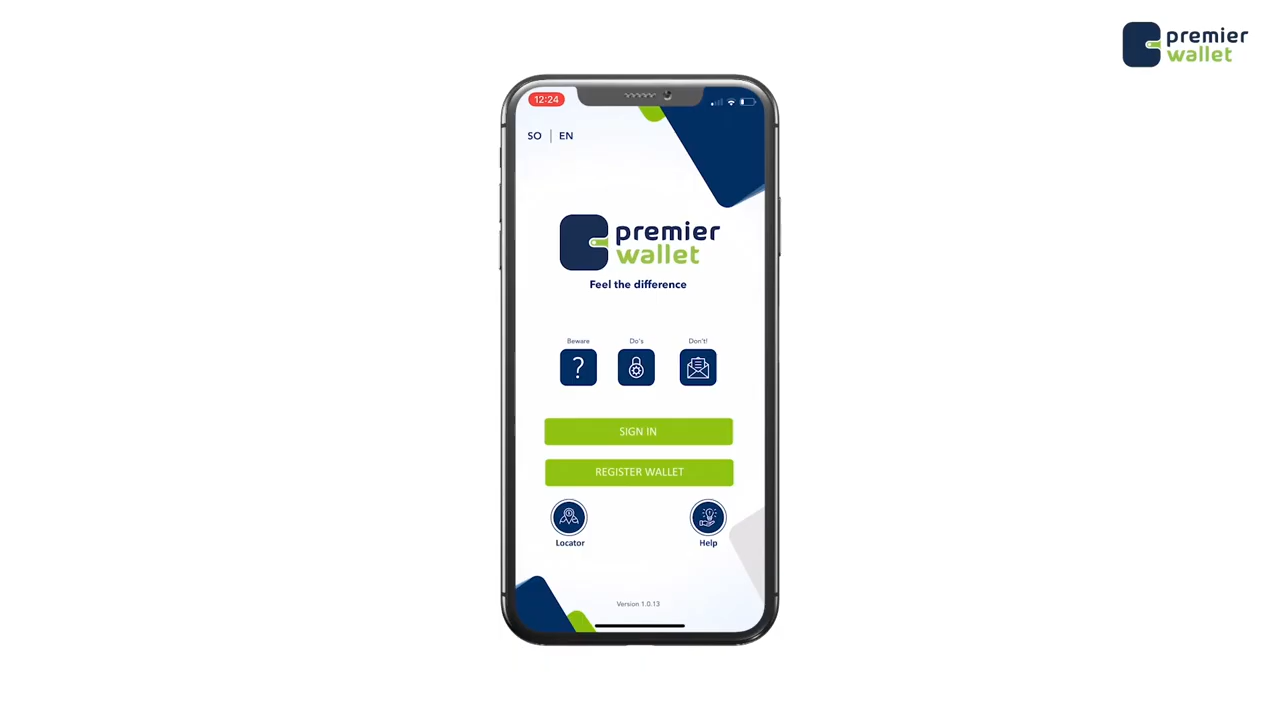 premier
wallet
12:24
SO | EN
premier
wallet
Feel the difference
Beware
Do's
Don't!
SIGN IN
REGISTER WALLET
Locator
Help
Version 1.0.13